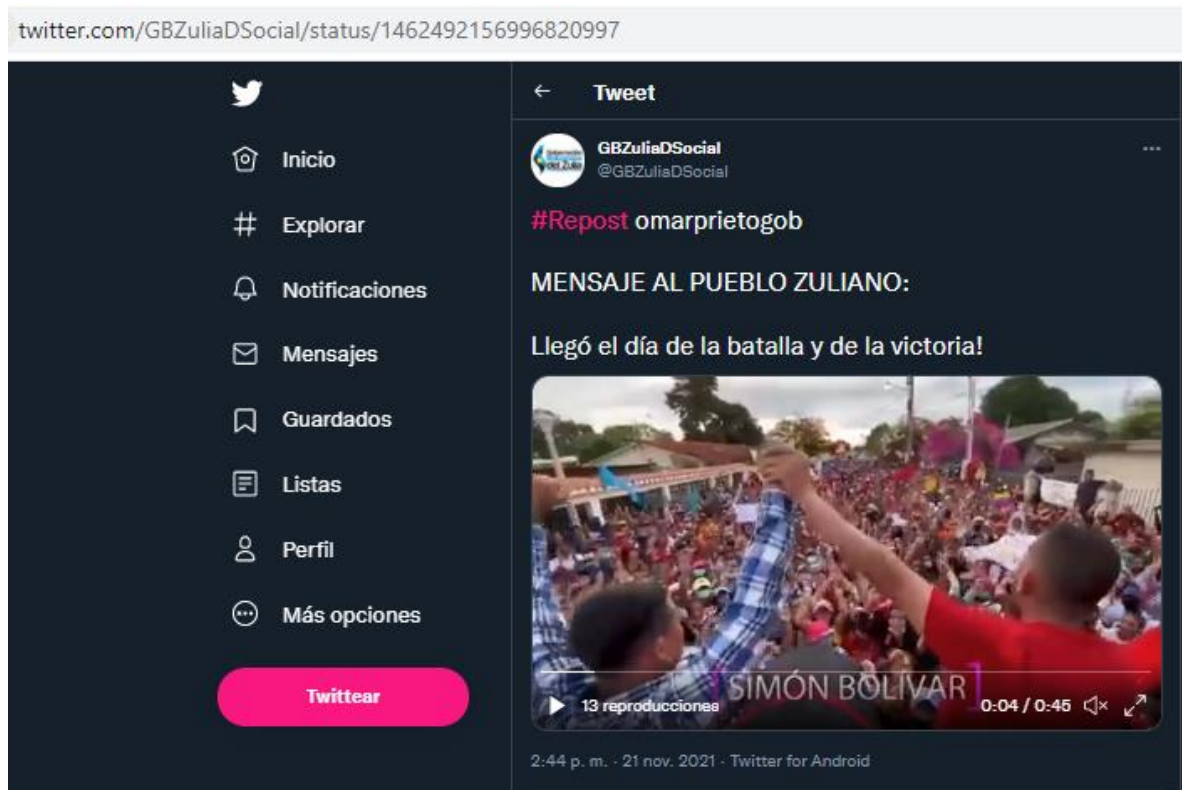 twitter.com/GBZuliaDSocial/status/1462492156996820997
Inicio
Explorar
Notificaciones
Mensajes
Guardados
Listas
Perfil
Más opciones
Twittear
Tweet
GBZuliaDSocial
@GBZuliaDSocial
#Repost omarprietogob
MENSAJE AL PUEBLO ZULIANO:
Llegó el día de la batalla y de la victoria!
[SIMÓN BOLÍVAR]
13 reproducciones
0:04 / 0:45
2:44 p. m. · 21 nov. 2021 · Twitter for Android